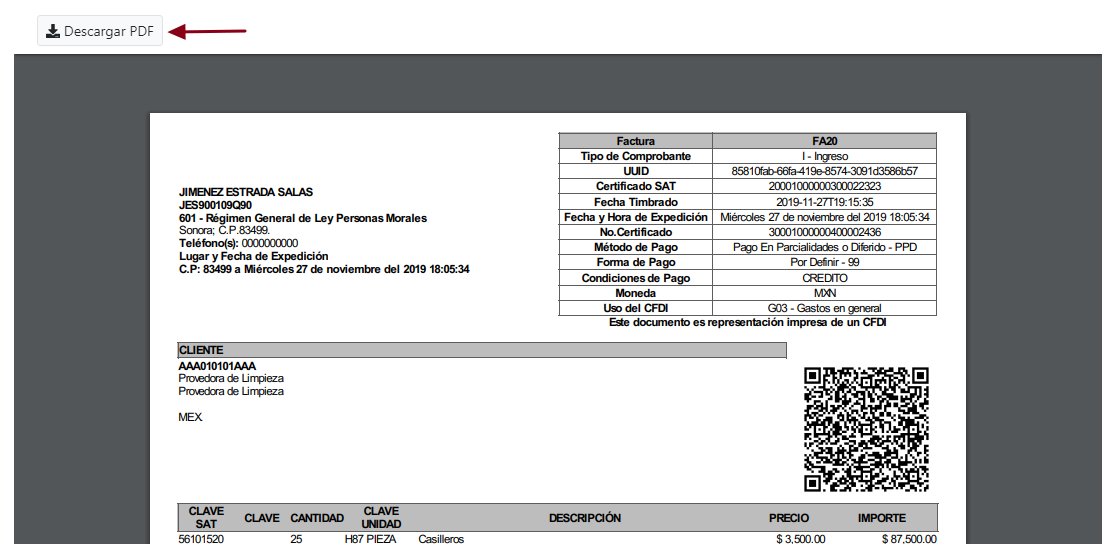 Descargar PDF
Factura FA20
Tipo de Comprobante I - Ingreso
UUID 85810fab-66fa-419e-8574-3091d3586b57
Certificado SAT 20001000000300022323
Fecha Timbrado 2019-11-27T19:15:35
Fecha y Hora de Expedición Miércoles 27 de noviembre del 2019 18:05:34
No.Certificado 30001000000400002436
Método de Pago Pago En Parcialidades o Diferido - PPD
Forma de Pago Por Definir - 99
Condiciones de Pago CREDITO
Moneda MXN
Uso del CFDI G03 - Gastos en general
Este documento es representación impresa de un CFDI
JIMENEZ ESTRADA SALAS
JES900109Q90
601 - Régimen General de Ley Personas Morales
Sonora; C.P.83499.
Teléfono(s): 0000000000
Lugar y Fecha de Expedición
C.P: 83499 a Miércoles 27 de noviembre del 2019 18:05:34
CLIENTE
AAA010101AAA
Provedora de Limpieza
Provedora de Limpieza
MEX.
CLAVE SAT CLAVE CANTIDAD CLAVE UNIDAD DESCRIPCIÓN PRECIO IMPORTE
56101520 25 H87 PIEZA Casilleros $ 3,500.00 $ 87,500.00